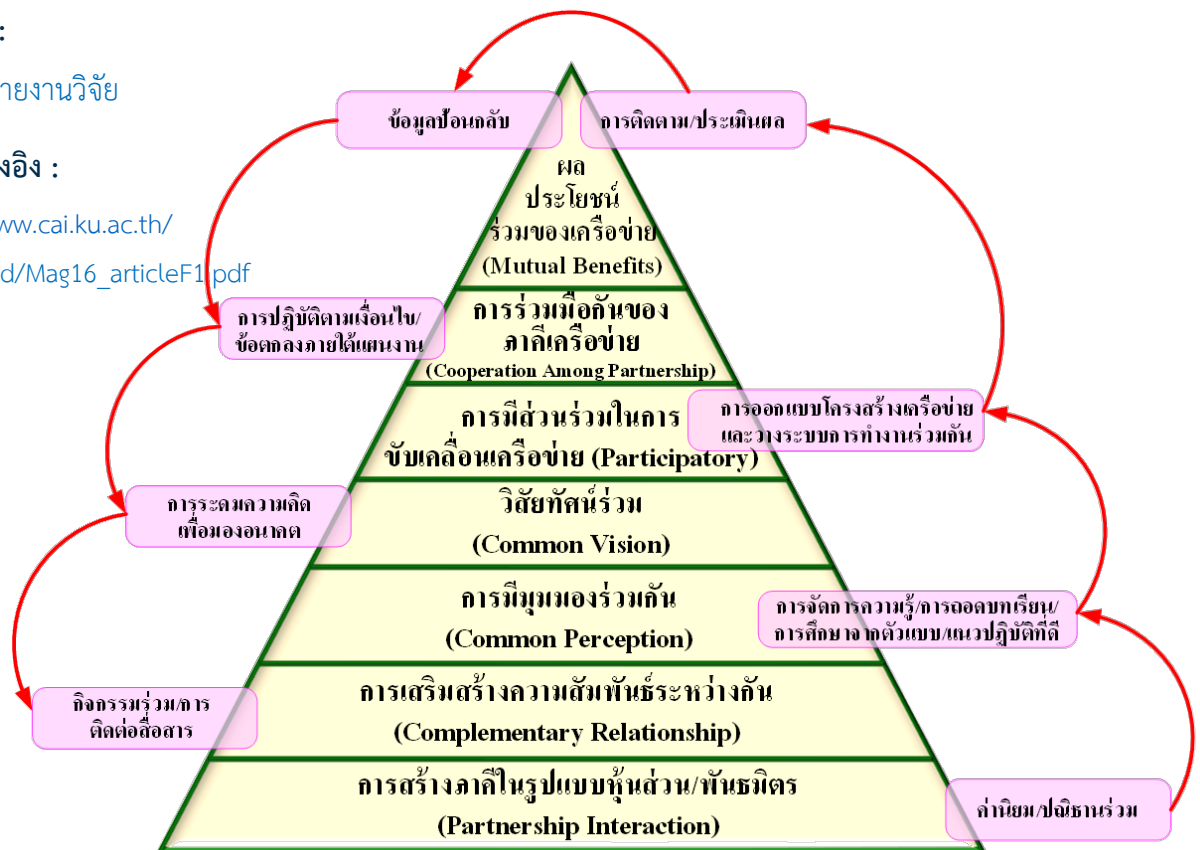 :
ายงานวิจัย
งอิง :
ww.cai.ku.ac.th/
d/Mag16_articleF1.pdf
ข้อมูลป้อนกลับ
การติดตาม/ประเมินผล
ผล
ประโยชน์
ร่วมของเครือข่าย
(Mutual Benefits)
การปฏิบัติตามเงื่อนไข/
ข้อตกลงภายใต้แผนงาน
การร่วมมือกันของ
ภาคีเครือข่าย
(Cooperation Among Partnership)
การมีส่วนร่วมในการ
ขับเคลื่อนเครือข่าย (Participatory)
การออกแบบโครงสร้างเครือข่าย
และวางระบบการทำงานร่วมกัน
การระดมความคิด
เพื่อมองอนาคต
วิสัยทัศน์ร่วม
(Common Vision)
การมีมุมมองร่วมกัน
(Common Perception)
การจัดการความรู้/การถอดบทเรียน/
การศึกษาจากตัวแบบ/แนวปฏิบัติที่ดี
กิจกรรมร่วม/การ
ติดต่อสื่อสาร
การเสริมสร้างความสัมพันธ์ระหว่างกัน
(Complementary Relationship)
การสร้างภาคีในรูปแบบหุ้นส่วน/พันธมิตร
(Partnership Interaction)
ค่านิยม/ปณิธานร่วม